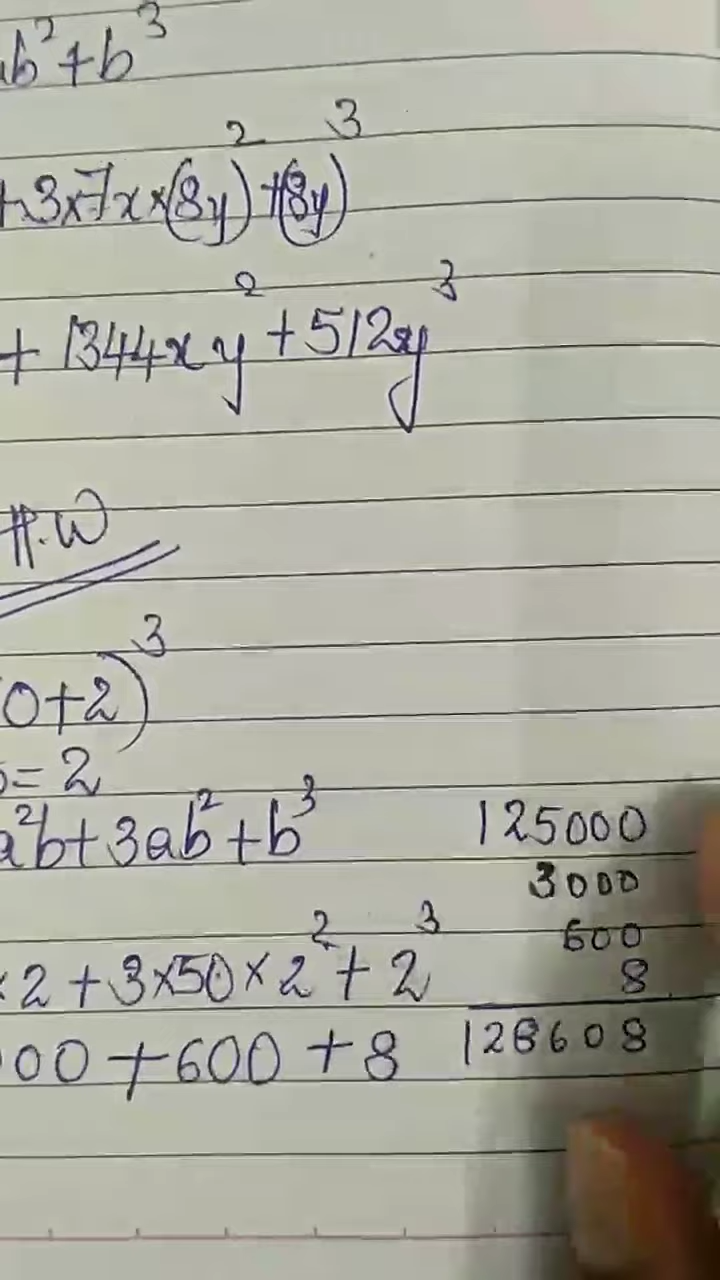 ab²+b³
+3×7x×(8y)²+(8y)³
+ 1344xy²+512y³
H.W
0+2)³
b=2
a²b+3ab²+b³
125000
3000
600
8
128608
×2+3×50×2²+2³
00+600+8